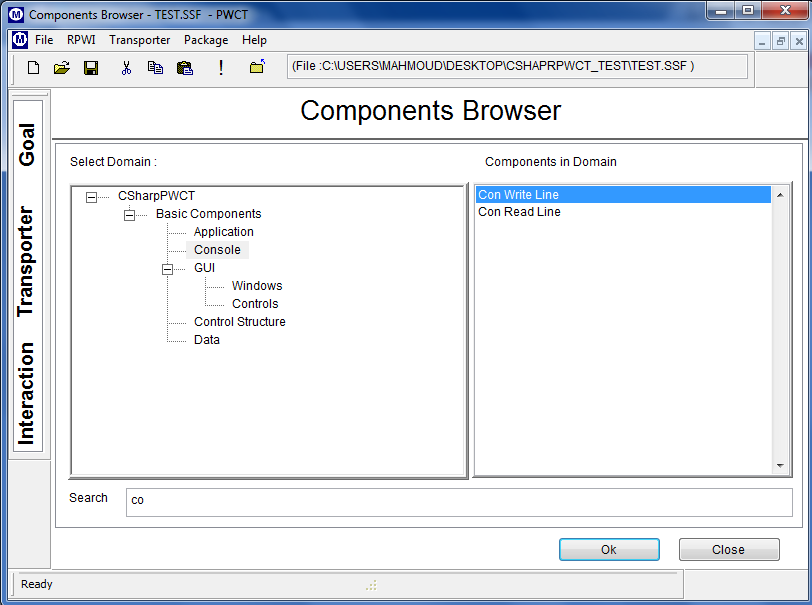 Components Browser - TEST.SSF - PWCT
File RPWI Transporter Package Help
(File :C:\USERS\MAHMOUD\DESKTOP\CSHAPRPWCT_TEST\TEST.SSF )
Goal
Transporter
Interaction
Components Browser
Select Domain :
Components in Domain
CSharpPWCT
Basic Components
Application
Console
GUI
Windows
Controls
Control Structure
Data
Con Write Line
Con Read Line
Search co
Ok Close
Ready